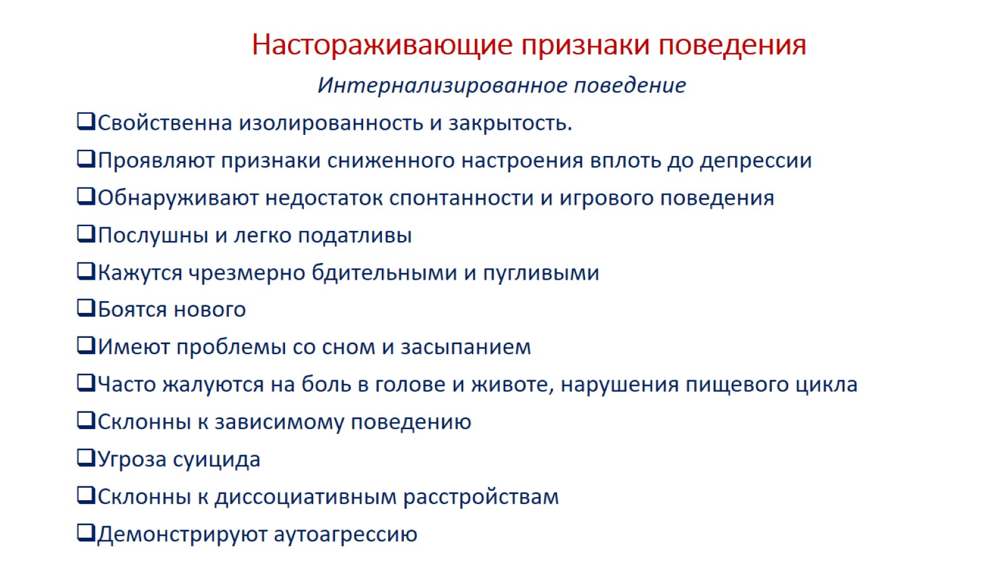 Настораживающие признаки поведения
Интернализированное поведение
❑Свойственна изолированность и закрытость.
❑Проявляют признаки сниженного настроения вплоть до депрессии
❑Обнаруживают недостаток спонтанности и игрового поведения
❑Послушны и легко податливы
❑Кажутся чрезмерно бдительными и пугливыми
❑Боятся нового
❑Имеют проблемы со сном и засыпанием
❑Часто жалуются на боль в голове и животе, нарушения пищевого цикла
❑Склонны к зависимому поведению
❑Угроза суицида
❑Склонны к диссоциативным расстройствам
❑Демонстрируют аутоагрессию